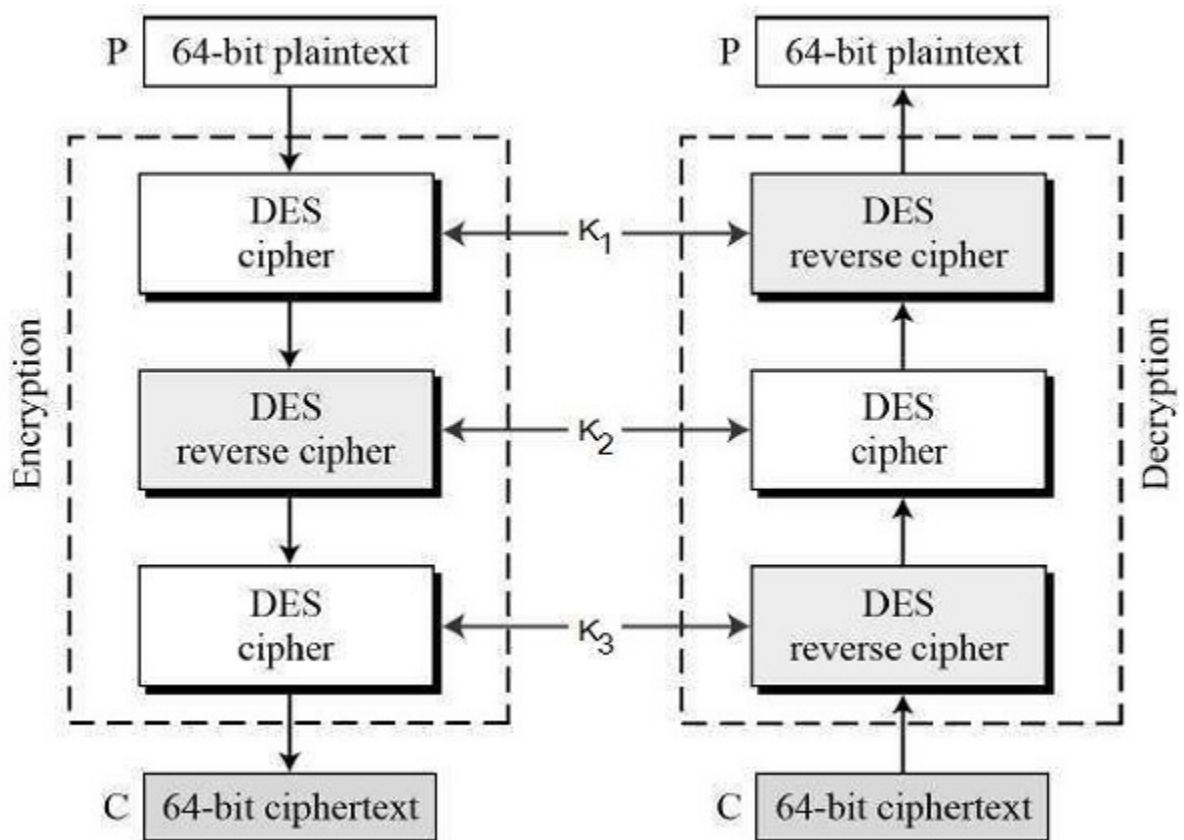 P 64-bit plaintext
P 64-bit plaintext
DES
cipher
K1
DES
reverse cipher
Encryption
DES
reverse cipher
K2
DES
cipher
Decryption
DES
cipher
K3
DES
reverse cipher
C 64-bit ciphertext
C 64-bit ciphertext